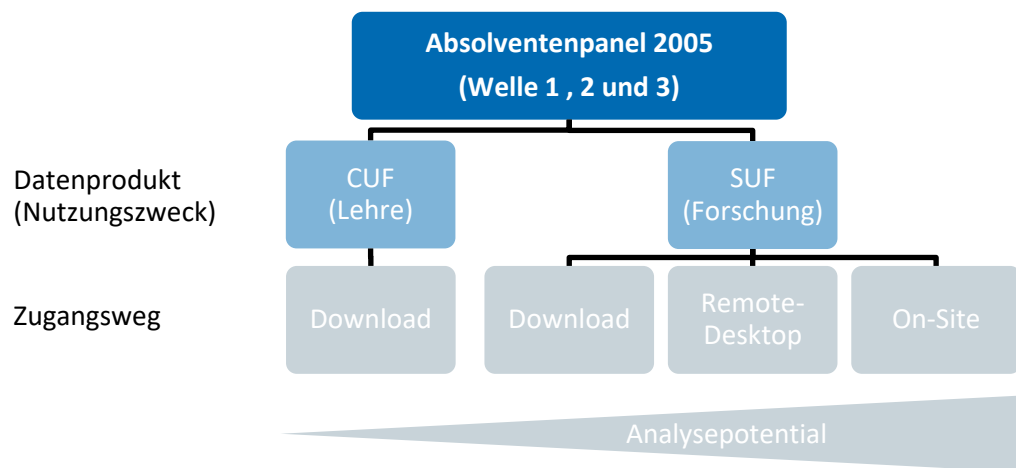 Absolventenpanel 2005
(Welle 1 , 2 und 3)
Datenprodukt
(Nutzungszweck)
CUF
(Lehre)
SUF
(Forschung)
Zugangsweg
Download
Download
Remote-
Desktop
On-Site
Analysepotential